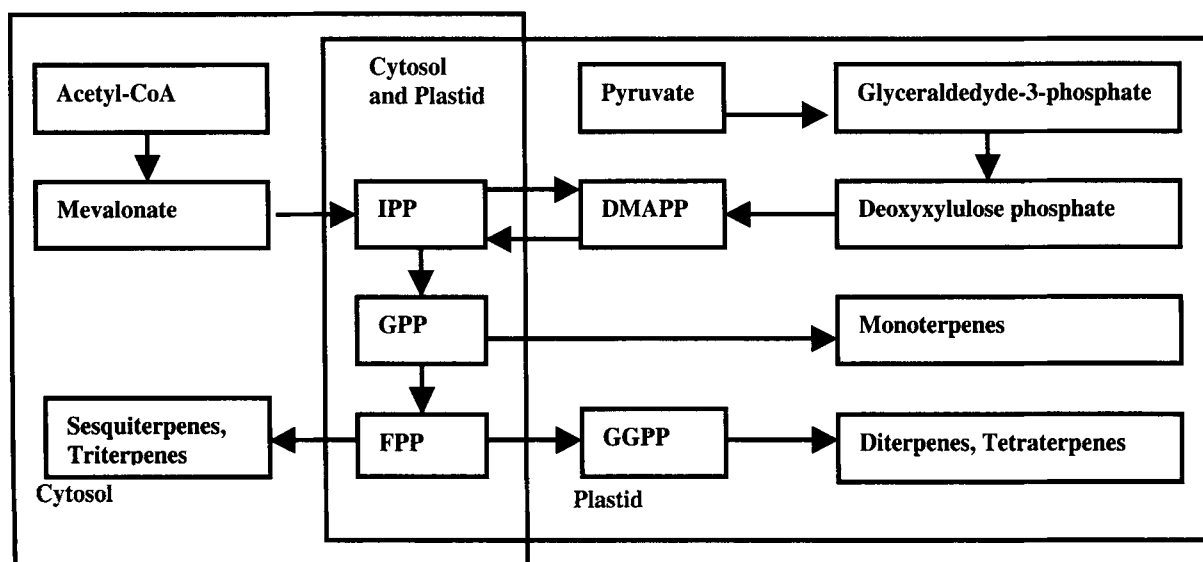 Cytosol
and Plastid
Acetyl-CoA
Pyruvate
Glyceraldedyde-3-phosphate
Mevalonate
IPP
DMAPP
Deoxyxylulose phosphate
GPP
Monoterpenes
Sesquiterpenes,
Triterpenes
FPP
GGPP
Diterpenes, Tetraterpenes
Cytosol
Plastid